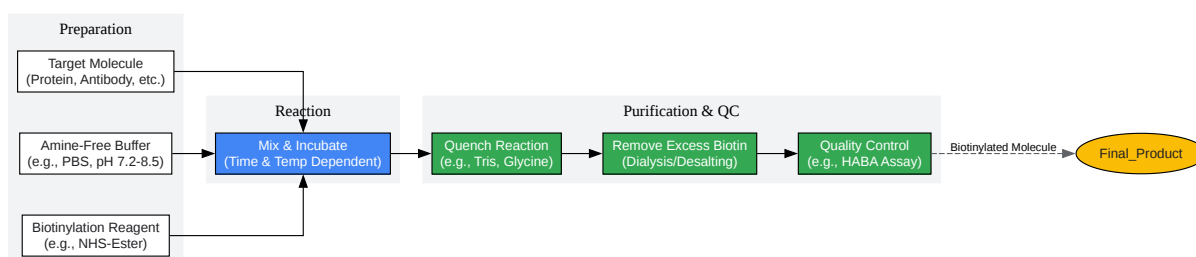 Preparation
Target Molecule
(Protein, Antibody, etc.)
Amine-Free Buffer
(e.g., PBS, pH 7.2-8.5)
Biotinylation Reagent
(e.g., NHS-Ester)
Reaction
Mix & Incubate
(Time & Temp Dependent)
Purification & QC
Quench Reaction
(e.g., Tris, Glycine)
Remove Excess Biotin
(Dialysis/Desalting)
Quality Control
(e.g., HABA Assay)
Biotinylated Molecule
Final_Product